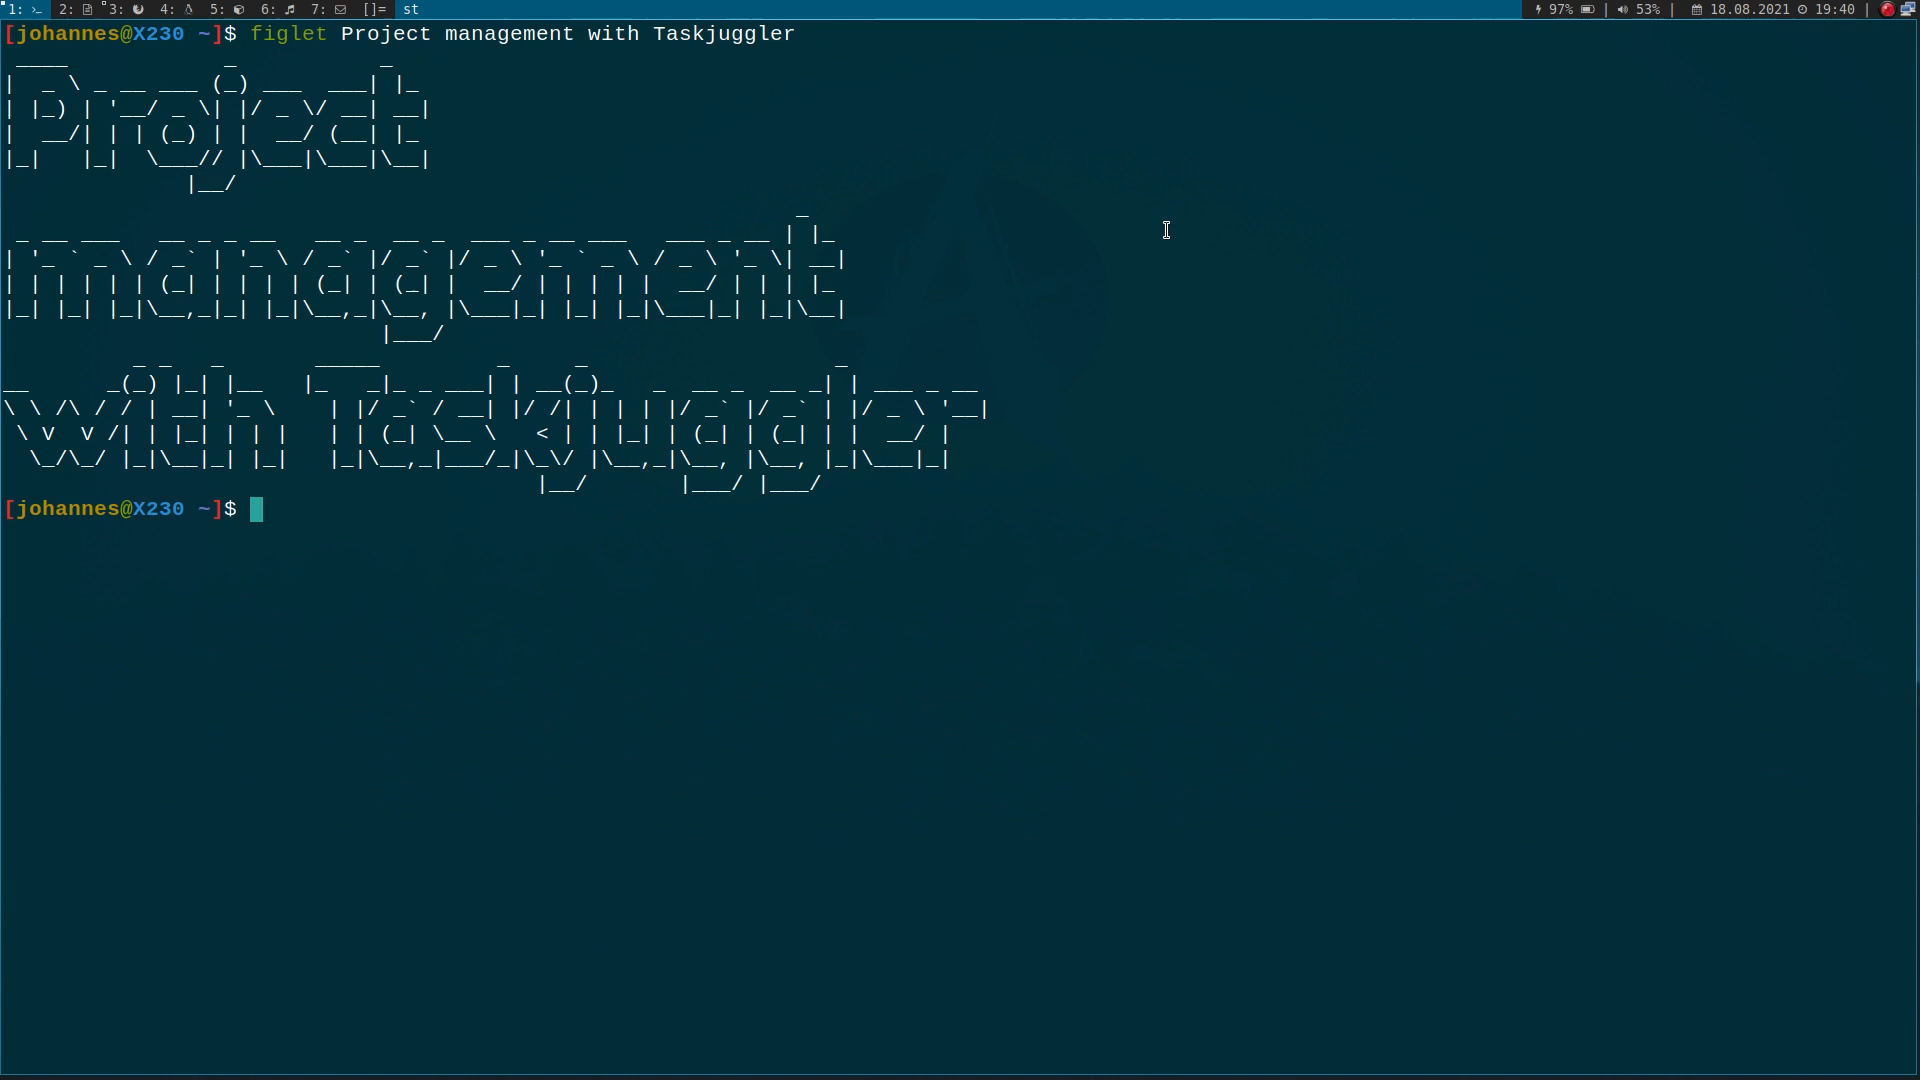 1: 2: 3: 4: 5: 6: 7: []= st 97% | 53% | 18.08.2021 19:40 |
[johannes@X230 ~]$ figlet Project management with Taskjuggler
Project
management
with Taskjuggler
[johannes@X230 ~]$